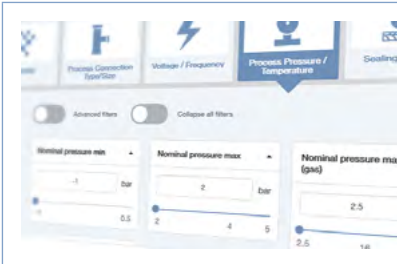 Process Connection
Type/Size
Voltage / Frequency
Process Pressure /
Temperature
Sealing
Advanced filters
Collapse all filters
Nominal pressure min
-1
bar
-1
0.5
Nominal pressure max
2
bar
2
4
5
Nominal pressure ma
(gas)
2.5
2.5
16